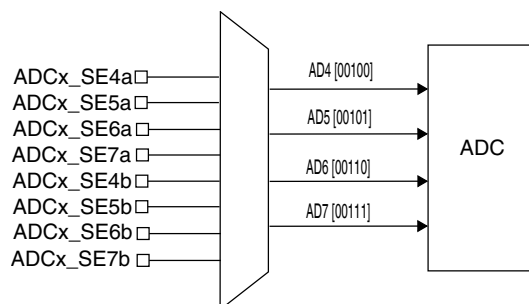 ADCx_SE4a
ADCx_SE5a
ADCx_SE6a
ADCx_SE7a
ADCx_SE4b
ADCx_SE5b
ADCx_SE6b
ADCx_SE7b
AD4 [00100]
AD5 [00101]
AD6 [00110]
AD7 [00111]
ADC